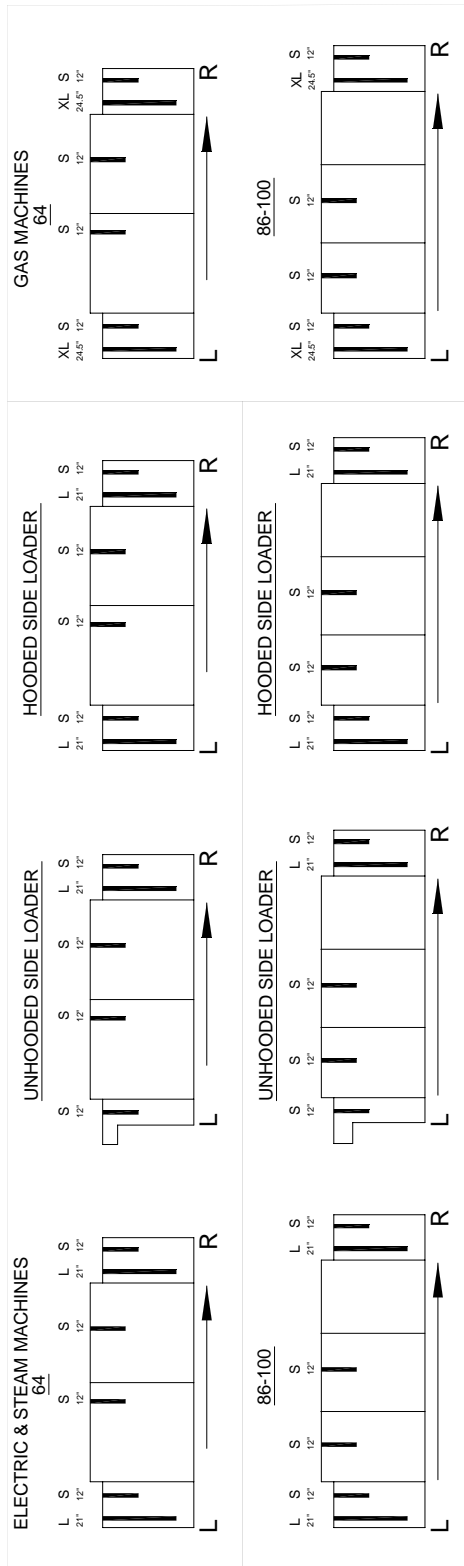 ELECTRIC & STEAM MACHINES
64
L S S S L S
21" 12" 12" 12" 21" 12"
L R
UNHOODED SIDE LOADER
S S S L S
12" 12" 12" 21" 12"
L R
HOODED SIDE LOADER
L S S S L S
21" 12" 12" 12" 21" 12"
L R
GAS MACHINES
64
XL S S S XL S
24.5" 12" 12" 12" 24.5" 12"
L R
86-100
L S S S L S
21" 12" 12" 12" 21" 12"
L R
UNHOODED SIDE LOADER
S S S L S
12" 12" 12" 21" 12"
L R
HOODED SIDE LOADER
L S S S L S
21" 12" 12" 12" 21" 12"
L R
86-100
XL S S S XL S
24.5" 12" 12" 12" 24.5" 12"
L R